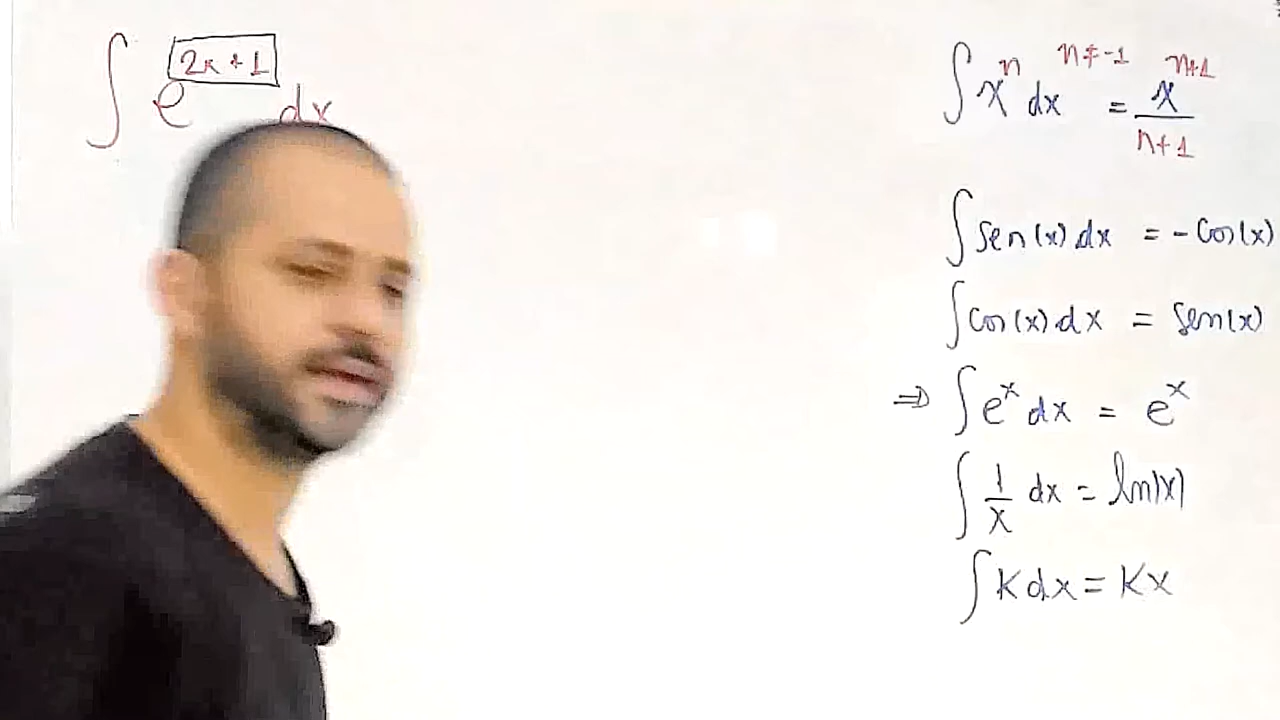 ∫ e^(2x+1) dx
∫ x^n dx n≠-1 = x^(n+1)/(n+1)
∫ Sen(x) dx = -Cos(x)
∫ Cos(x) dx = Sen(x)
⇒ ∫ e^x dx = e^x
∫ 1/x dx = ln|x|
∫ K dx = Kx